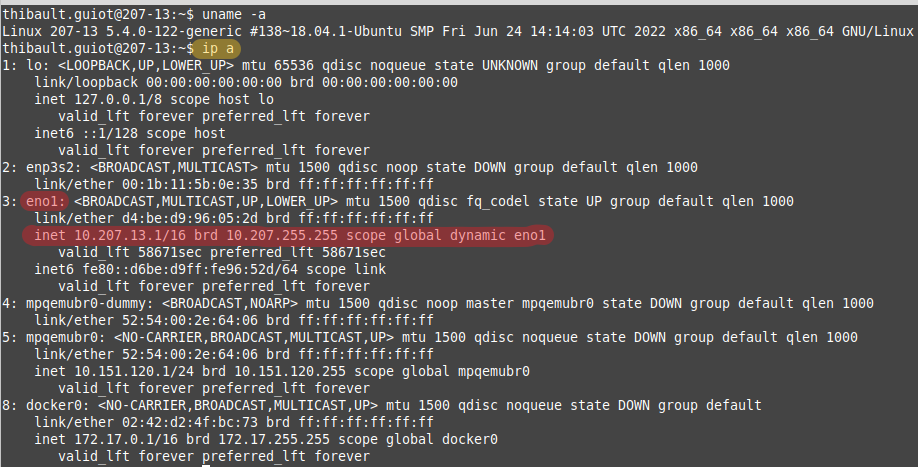 thibault.guiot@207-13:~$ uname -a
Linux 207-13 5.4.0-122-generic #138~18.04.1-Ubuntu SMP Fri Jun 24 14:14:03 UTC 2022 x86_64 x86_64 x86_64 GNU/Linux
thibault.guiot@207-13:~$ ip a
1: lo: <LOOPBACK,UP,LOWER_UP> mtu 65536 qdisc noqueue state UNKNOWN group default qlen 1000
    link/loopback 00:00:00:00:00:00 brd 00:00:00:00:00:00
    inet 127.0.0.1/8 scope host lo
       valid_lft forever preferred_lft forever
    inet6 ::1/128 scope host
       valid_lft forever preferred_lft forever
2: enp3s2: <BROADCAST,MULTICAST> mtu 1500 qdisc noop state DOWN group default qlen 1000
    link/ether 00:1b:11:5b:0e:35 brd ff:ff:ff:ff:ff:ff
3: eno1: <BROADCAST,MULTICAST,UP,LOWER_UP> mtu 1500 qdisc fq_codel state UP group default qlen 1000
    link/ether d4:be:d9:96:05:2d brd ff:ff:ff:ff:ff:ff
    inet 10.207.13.1/16 brd 10.207.255.255 scope global dynamic eno1
       valid_lft 58671sec preferred_lft 58671sec
    inet6 fe80::d6be:d9ff:fe96:52d/64 scope link
       valid_lft forever preferred_lft forever
4: mpqemubr0-dummy: <BROADCAST,NOARP> mtu 1500 qdisc noop master mpqemubr0 state DOWN group default qlen 1000
    link/ether 52:54:00:2e:64:06 brd ff:ff:ff:ff:ff:ff
5: mpqemubr0: <NO-CARRIER,BROADCAST,MULTICAST,UP> mtu 1500 qdisc noqueue state DOWN group default qlen 1000
    link/ether 52:54:00:2e:64:06 brd ff:ff:ff:ff:ff:ff
    inet 10.151.120.1/24 brd 10.151.120.255 scope global mpqemubr0
       valid_lft forever preferred_lft forever
8: docker0: <NO-CARRIER,BROADCAST,MULTICAST,UP> mtu 1500 qdisc noqueue state DOWN group default
    link/ether 02:42:d2:4f:bc:73 brd ff:ff:ff:ff:ff:ff
    inet 172.17.0.1/16 brd 172.17.255.255 scope global docker0
       valid_lft forever preferred_lft forever